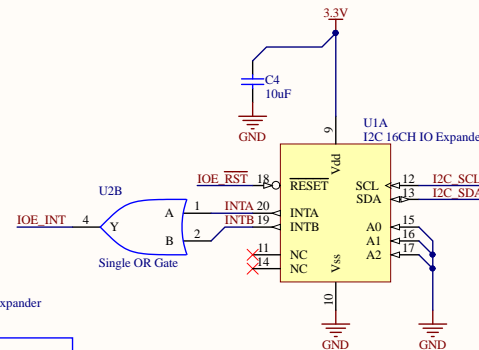 3.3V
C4
10uF
GND
U1A
I2C 16CH IO Expande
9
Vdd
IOE_RST 18 RESET SCL 12 I2C_SCL
SDA 13 I2C_SDA
U2B
IOE_INT 4 Y A 1 INTA 20 INTA A0 15
B 2 INTB 19 INTB A1 16
A2 17
Single OR Gate
11 NC
14 NC
Vss
10
xpander
GND
GND